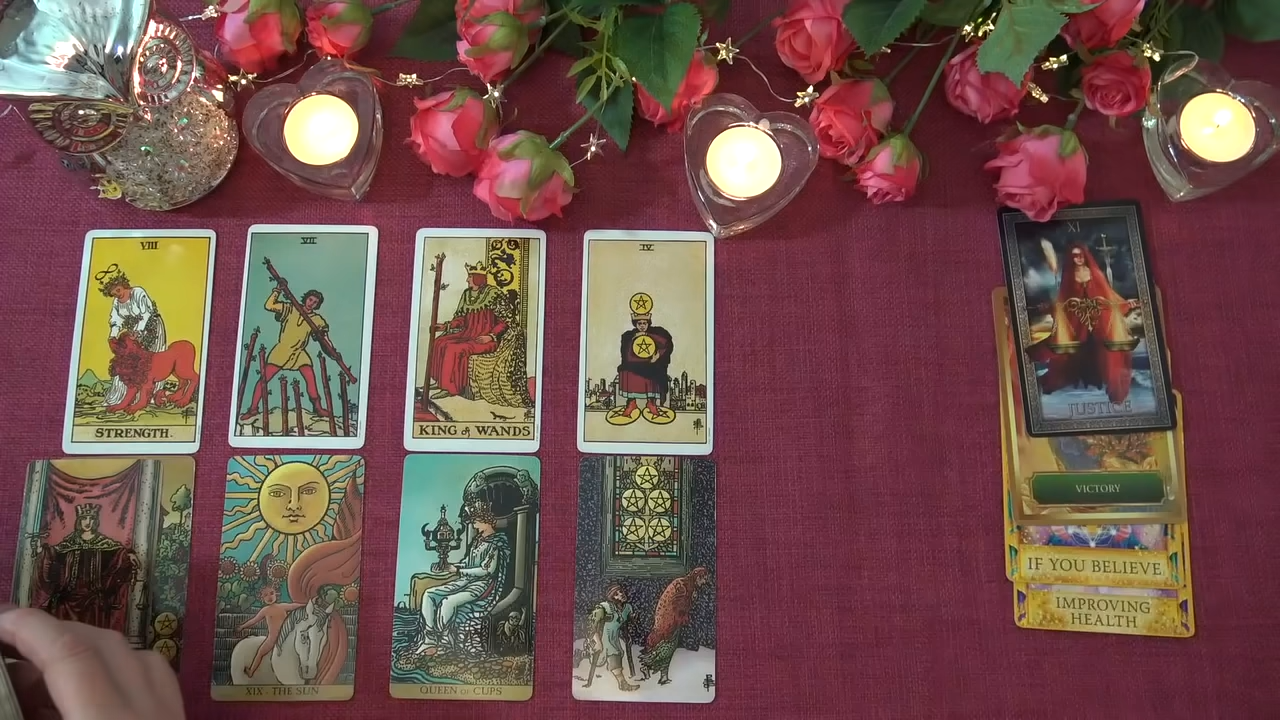 VIII
STRENGTH.
VII
KING of WANDS
IV
XI
JUSTICE
VICTORY
IF YOU BELIEVE,
IMPROVING
HEALTH
XIX • THE SUN
QUEEN OF CUPS